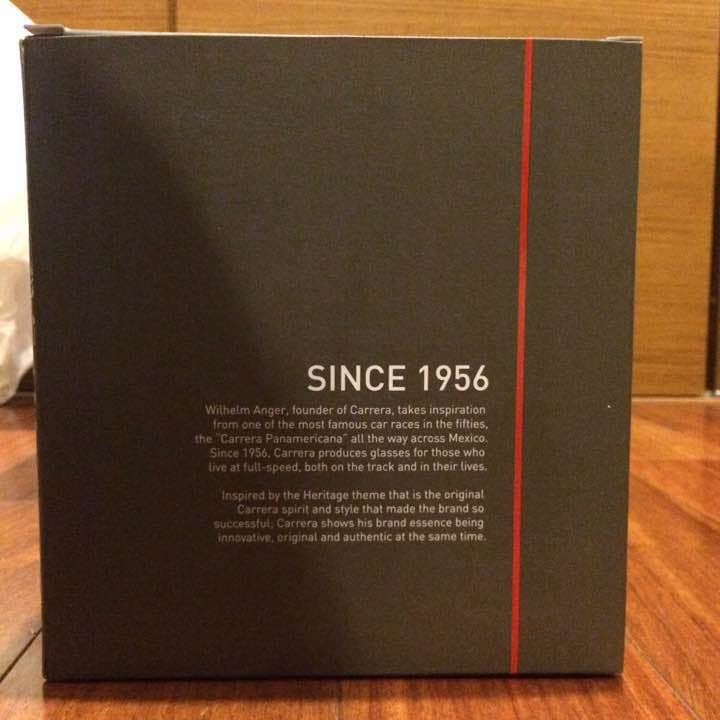 SINCE 1956
Wilhelm Anger, founder of Carrera, takes inspiration
from one of the most famous car races in the fifties,
the "Carrera Panamericana" all the way across Mexico.
Since 1956, Carrera produces glasses for those who
live at full-speed, both on the track and in their lives.
Inspired by the Heritage theme that is the original
Carrera spirit and style that made the brand so
successful; Carrera shows his brand essence being
innovative, original and authentic at the same time.